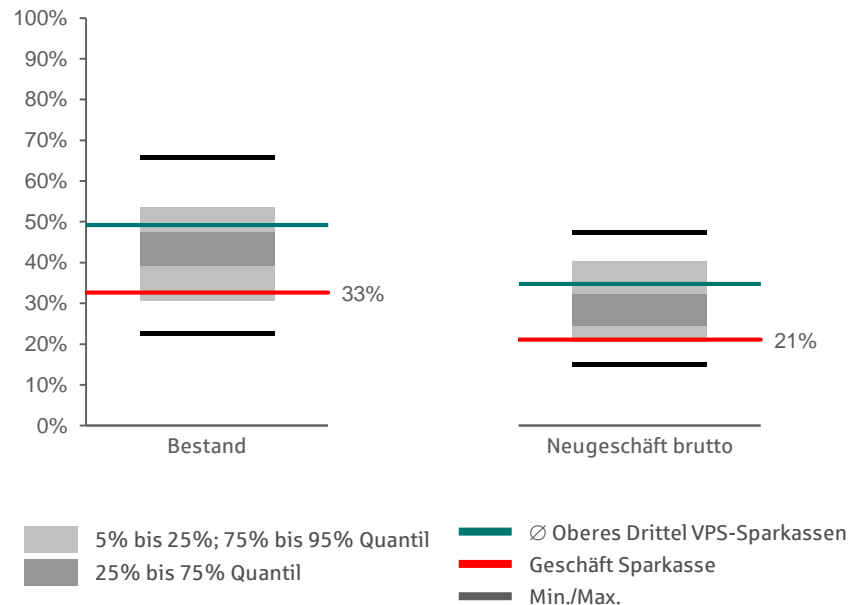 100%
90%
80%
70%
60%
50%
40%
30%
20%
10%
0%
33%
21%
Bestand
Neugeschäft brutto
5% bis 25%; 75% bis 95% Quantil
25% bis 75% Quantil
∅ Oberes Drittel VPS-Sparkassen
Geschäft Sparkasse
Min./Max.